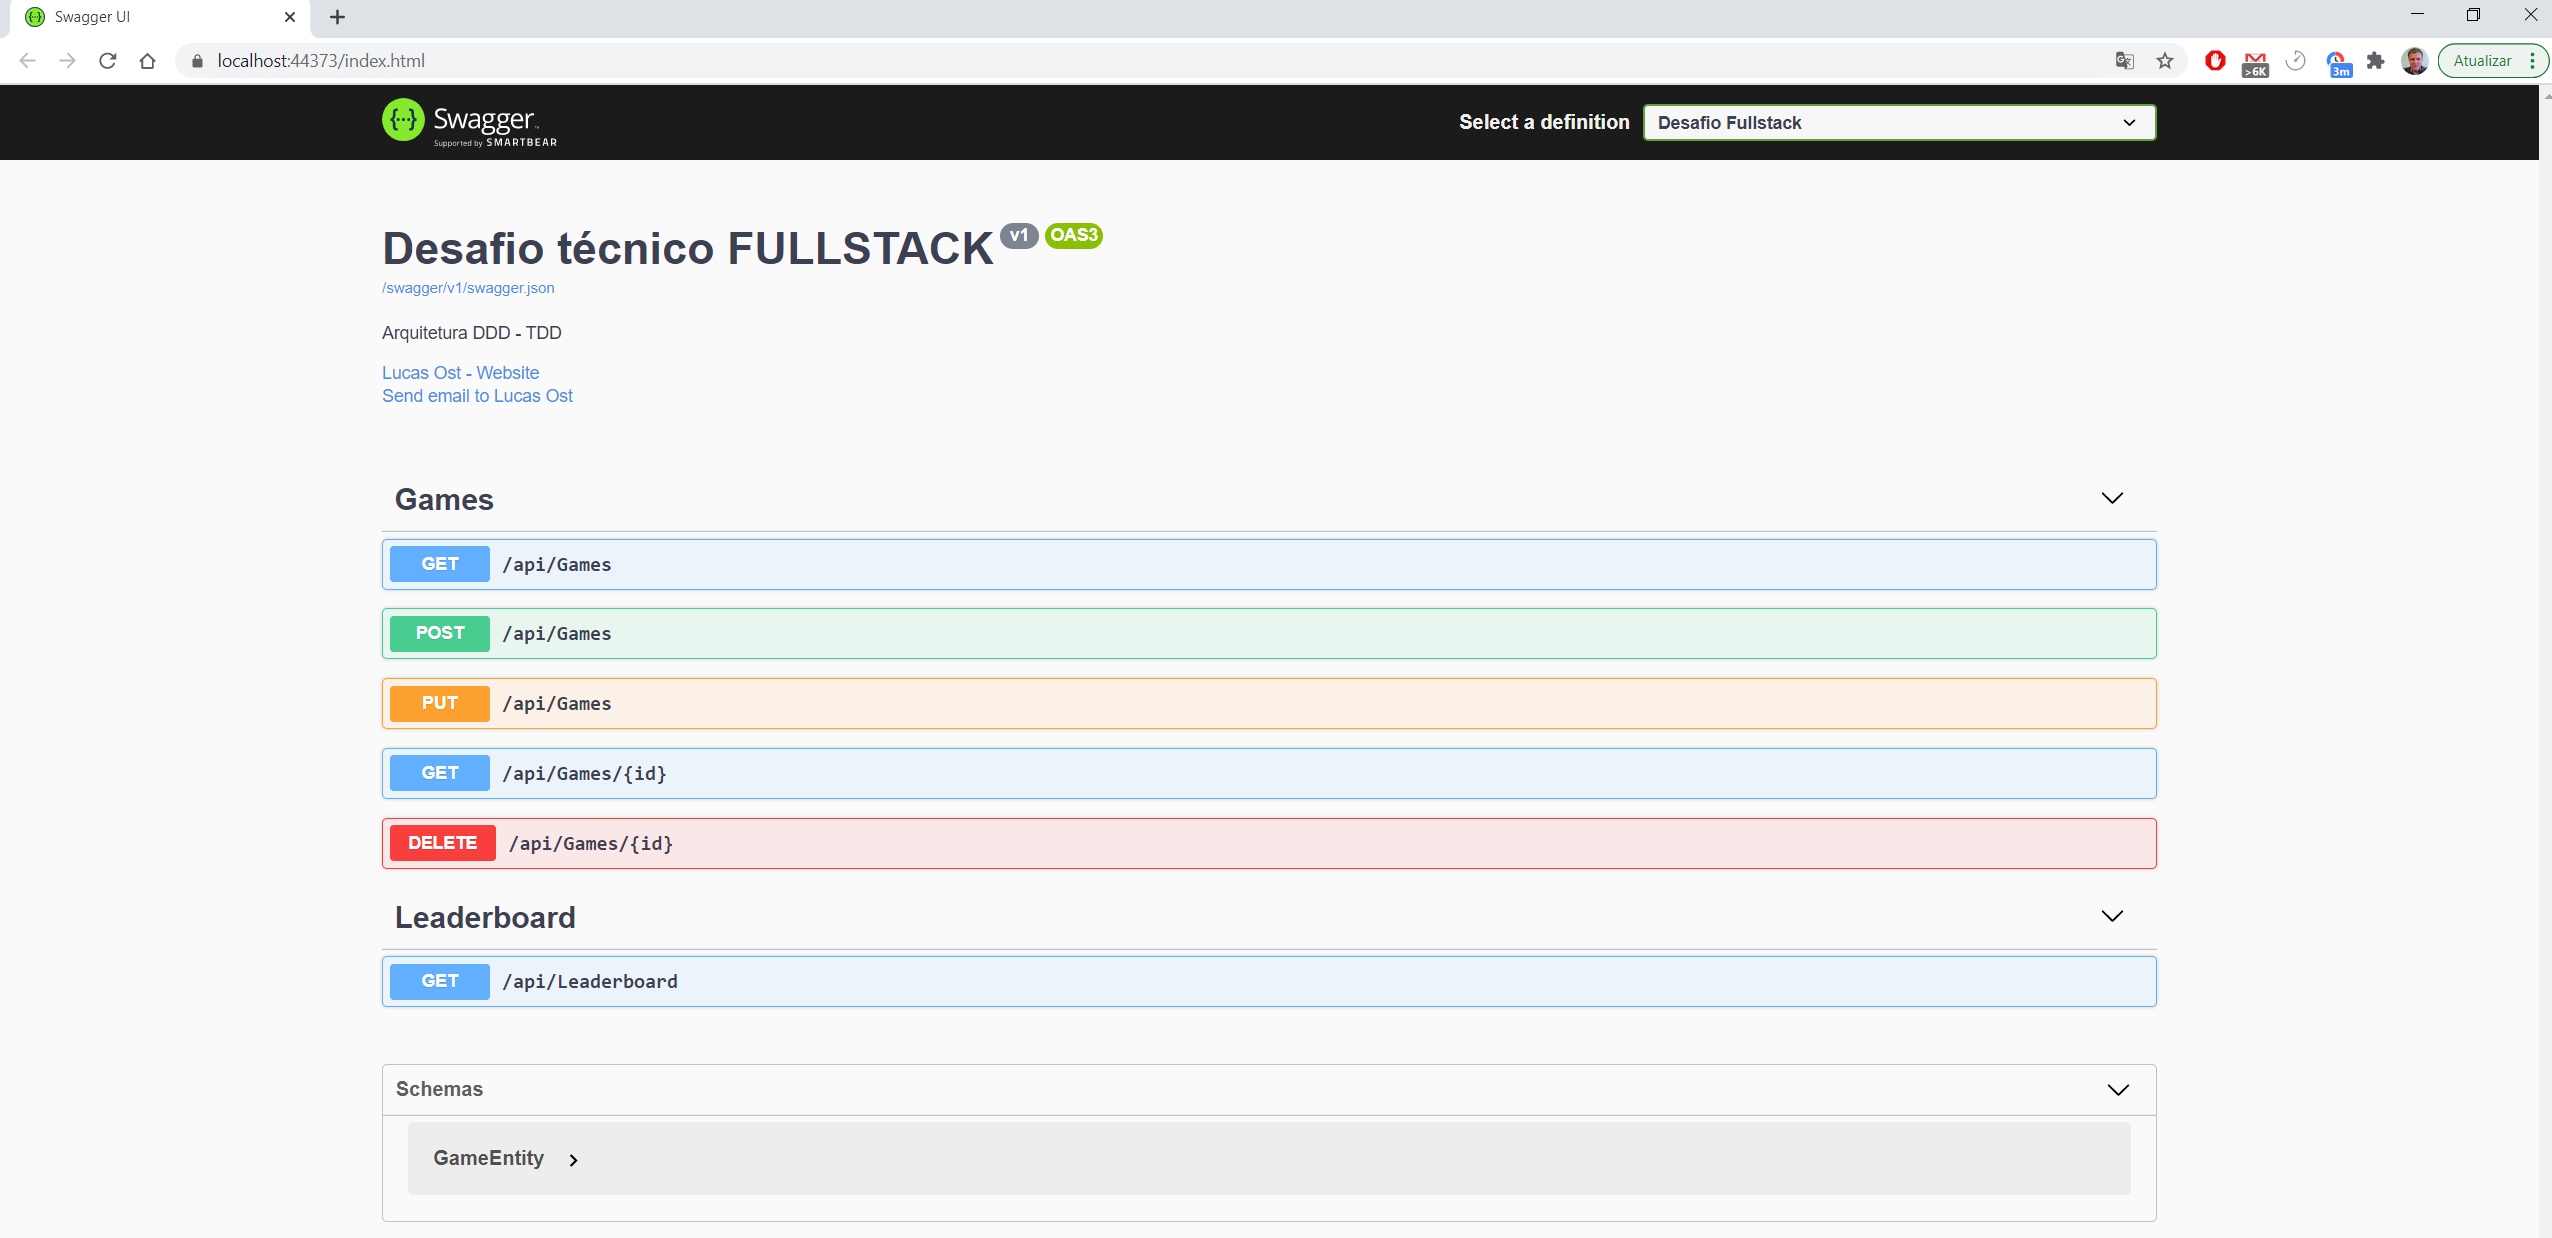 Swagger UI
localhost:44373/index.html
>6K
3m
Atualizar
Swagger
Supported by SMARTBEAR
Select a definition
Desafio Fullstack
Desafio técnico FULLSTACK v1 OAS3
/swagger/v1/swagger.json
Arquitetura DDD - TDD
Lucas Ost - Website
Send email to Lucas Ost
Games
GET /api/Games
POST /api/Games
PUT /api/Games
GET /api/Games/{id}
DELETE /api/Games/{id}
Leaderboard
GET /api/Leaderboard
Schemas
GameEntity